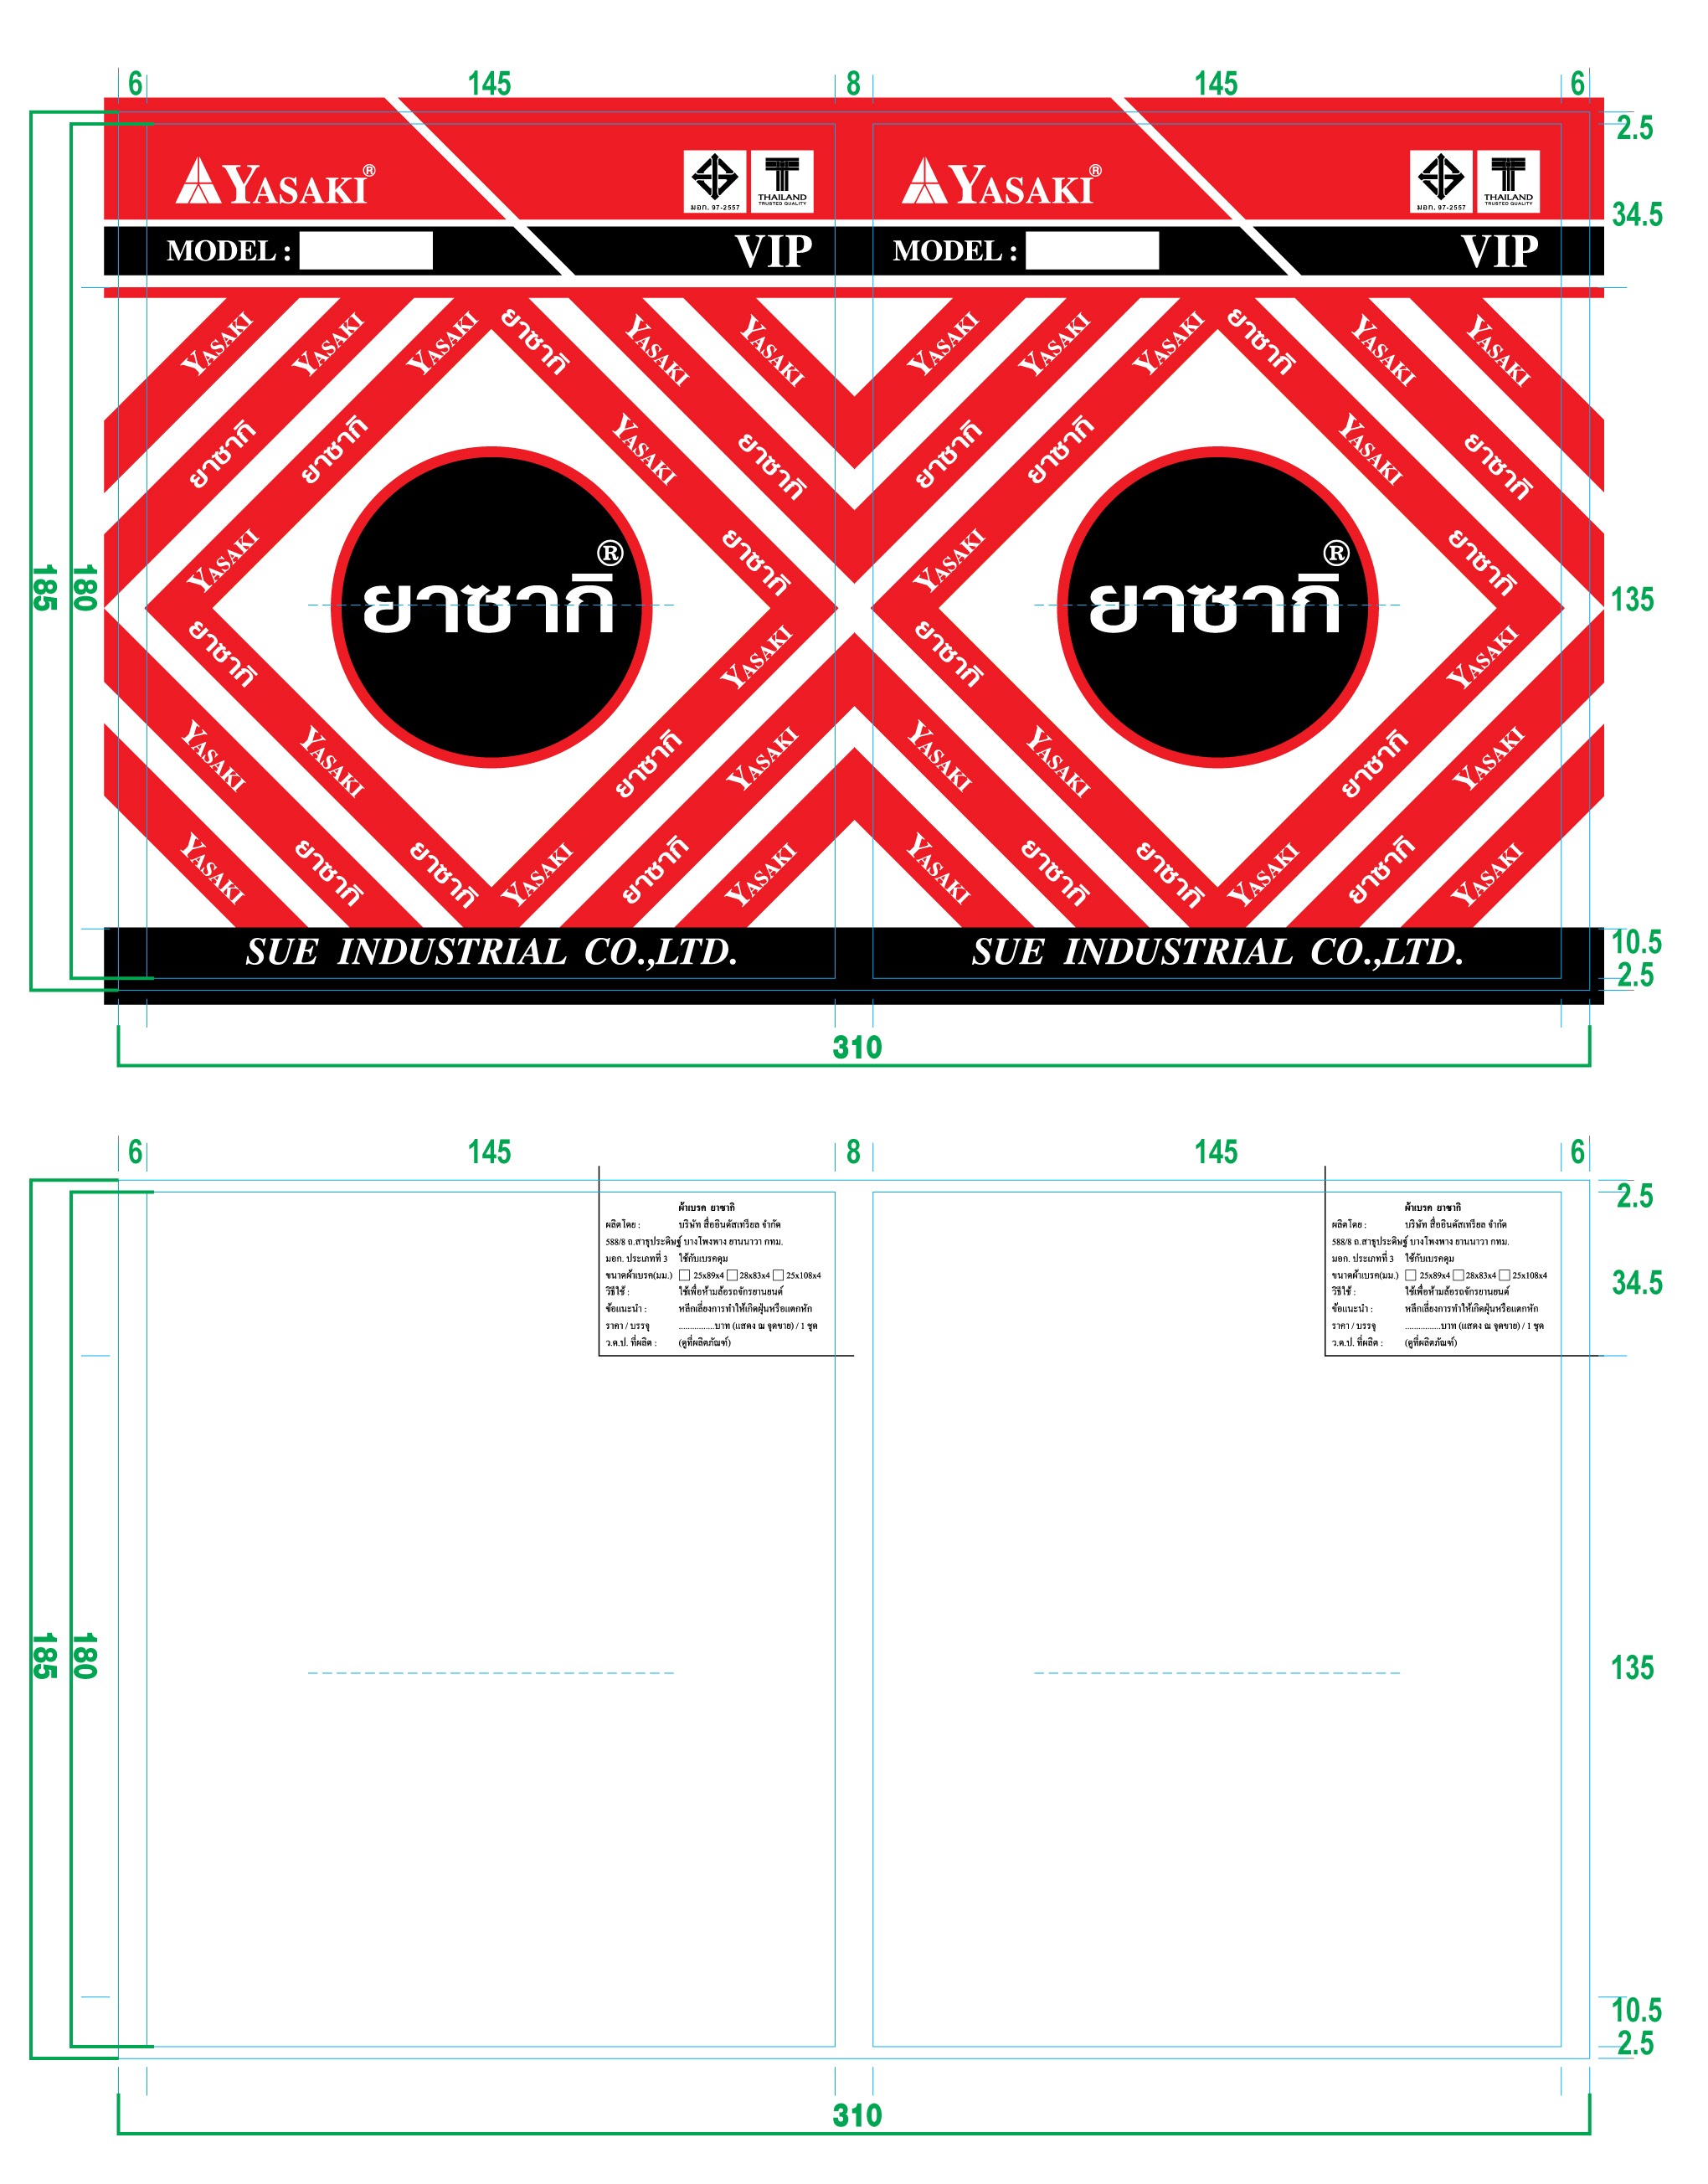 6 145 8 145 6
2.5
YASAKI® มอก. 97-2557 THAILAND TRUSTED QUALITY YASAKI® มอก. 97-2557 THAILAND TRUSTED QUALITY
34.5
MODEL : VIP MODEL : VIP
YASAKI YASAKI YASAKI ยาซากิ YASAKI YASAKI YASAKI YASAKI YASAKI ยาซากิ YASAKI YASAKI
ยาซากิ ยาซากิ YASAKI ยาซากิ ยาซากิ ยาซากิ YASAKI ยาซากิ
YASAKI ยาซากิ YASAKI ยาซากิ
185 180 ยาซากิ® ยาซากิ® 135
ยาซากิ YASAKI ยาซากิ YASAKI
YASAKI YASAKI ยาซากิ YASAKI YASAKI YASAKI ยาซากิ YASAKI
YASAKI ยาซากิ ยาซากิ YASAKI ยาซากิ YASAKI YASAKI ยาซากิ ยาซากิ YASAKI ยาซากิ YASAKI
SUE INDUSTRIAL CO.,LTD. SUE INDUSTRIAL CO.,LTD. 10.5
2.5
310
6 145 8 145 6
2.5
ผ้าเบรค ยาซากิ
ผลิตโดย : บริษัท สื่ออินดัสเทรียล จำกัด
588/8 ถ.สาธุประดิษฐ์ บางโพงพาง ยานนาวา กทม.
มอก. ประเภทที่ 3 ใช้กับเบรคดุม
ขนาดผ้าเบรค(มม.) 25x89x4 28x83x4 25x108x4
วิธีใช้ : ใช้เพื่อห้ามล้อรถจักรยานยนต์
ข้อแนะนำ : หลีกเลี่ยงการทำให้เกิดฝุ่นหรือแตกหัก
ราคา / บรรจุ ................บาท (แสดง ณ จุดขาย) / 1 ชุด
ว.ด.ป. ที่ผลิต : (ดูที่ผลิตภัณฑ์)
ผ้าเบรค ยาซากิ
ผลิตโดย : บริษัท สื่ออินดัสเทรียล จำกัด
588/8 ถ.สาธุประดิษฐ์ บางโพงพาง ยานนาวา กทม.
มอก. ประเภทที่ 3 ใช้กับเบรคดุม
ขนาดผ้าเบรค(มม.) 25x89x4 28x83x4 25x108x4
วิธีใช้ : ใช้เพื่อห้ามล้อรถจักรยานยนต์
ข้อแนะนำ : หลีกเลี่ยงการทำให้เกิดฝุ่นหรือแตกหัก
ราคา / บรรจุ ................บาท (แสดง ณ จุดขาย) / 1 ชุด
ว.ด.ป. ที่ผลิต : (ดูที่ผลิตภัณฑ์)
34.5
185 180 135
10.5
2.5
310